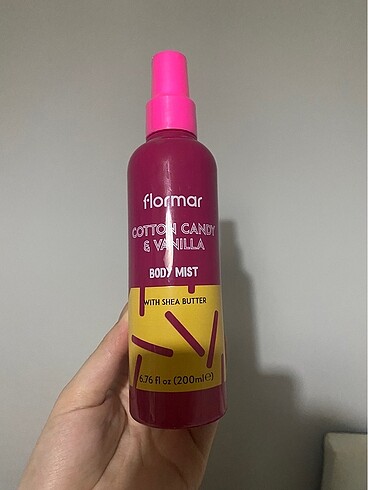 flormar
COTTON CANDY
& VANILLA
BODY MIST
WITH SHEA BUTTER
6.76 fl oz (200ml℮)